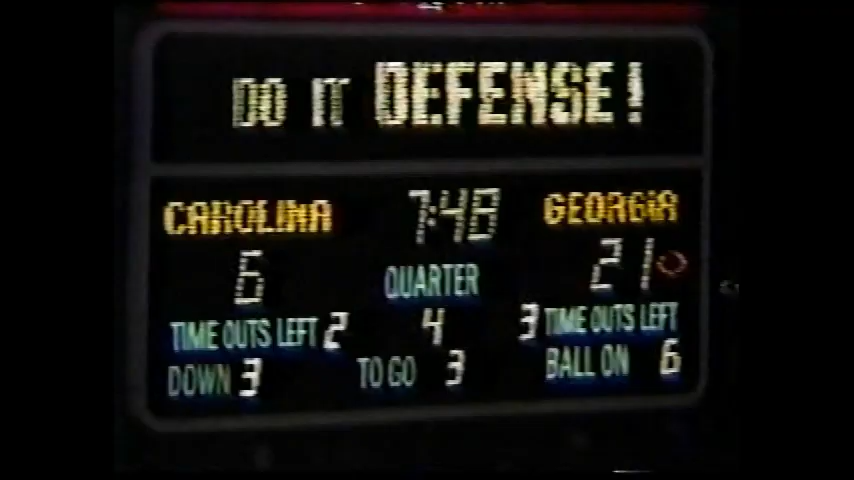 DO IT DEFENSE!
CAROLINA 7:48 GEORGIA
6 QUARTER 21
TIME OUTS LEFT 2 4 3 TIME OUTS LEFT
DOWN 3 TO GO 3 BALL ON 6